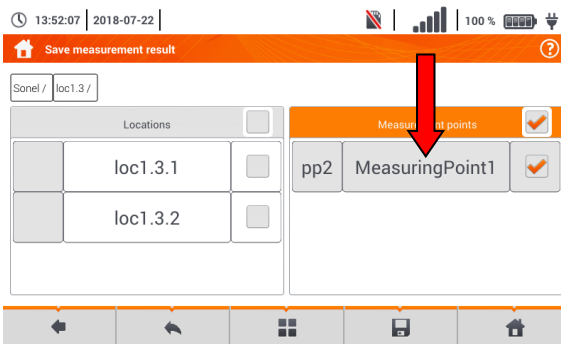 13:52:07 2018-07-22 100 %
Save measurement result ?
Sonel / loc1.3 /
Locations
loc1.3.1
loc1.3.2
Measurement points
pp2 MeasuringPoint1